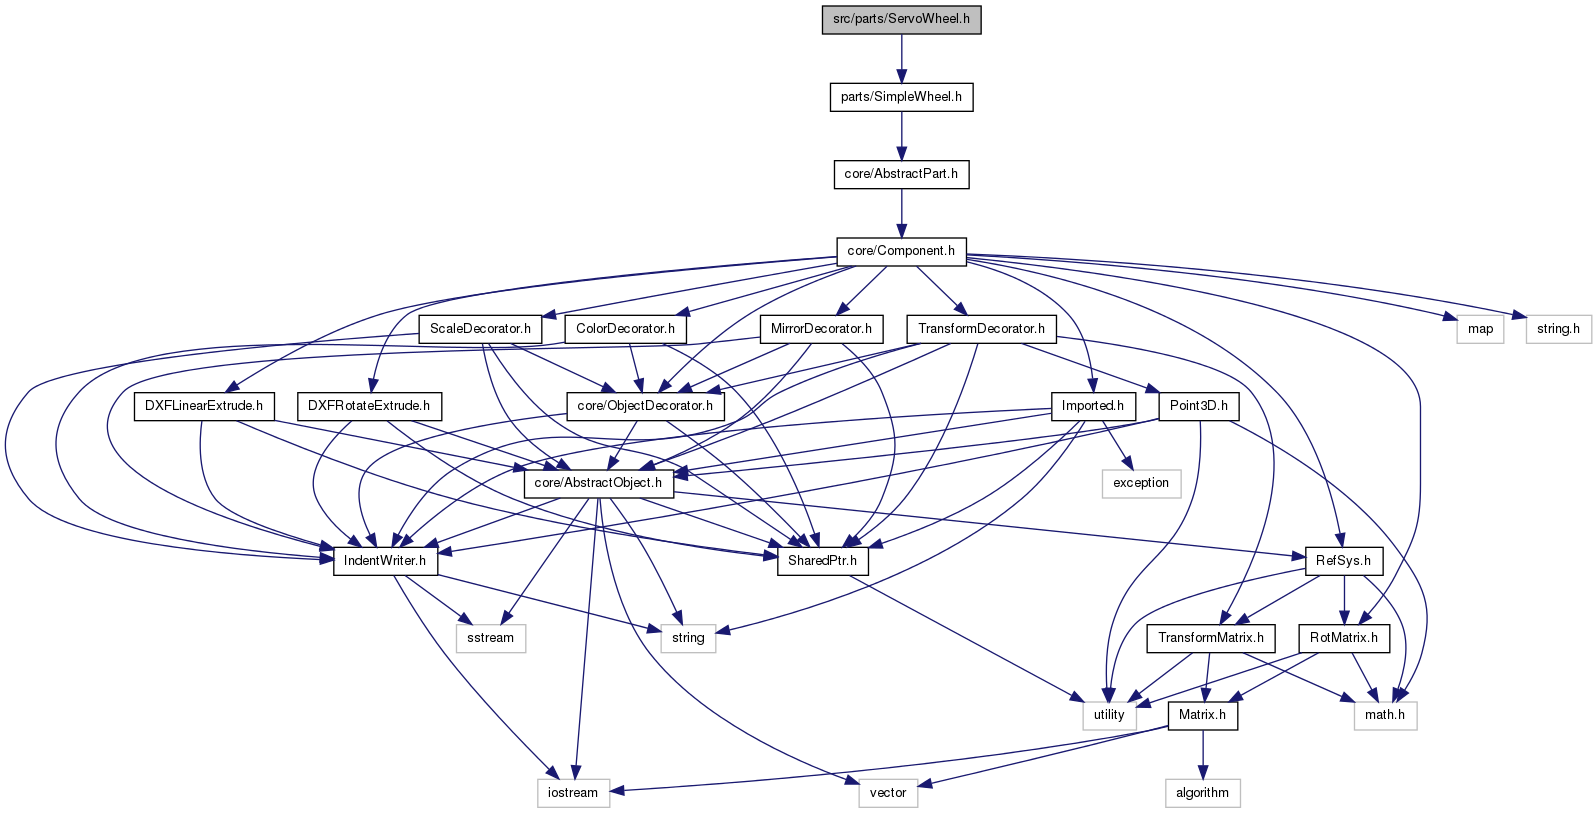 src/parts/ServoWheel.h
parts/SimpleWheel.h
core/AbstractPart.h
core/Component.h
ScaleDecorator.h
ColorDecorator.h
MirrorDecorator.h
TransformDecorator.h
map
string.h
DXFLinearExtrude.h
DXFRotateExtrude.h
core/ObjectDecorator.h
Imported.h
Point3D.h
core/AbstractObject.h
exception
IndentWriter.h
SharedPtr.h
RefSys.h
sstream
string
TransformMatrix.h
RotMatrix.h
utility
Matrix.h
math.h
iostream
vector
algorithm